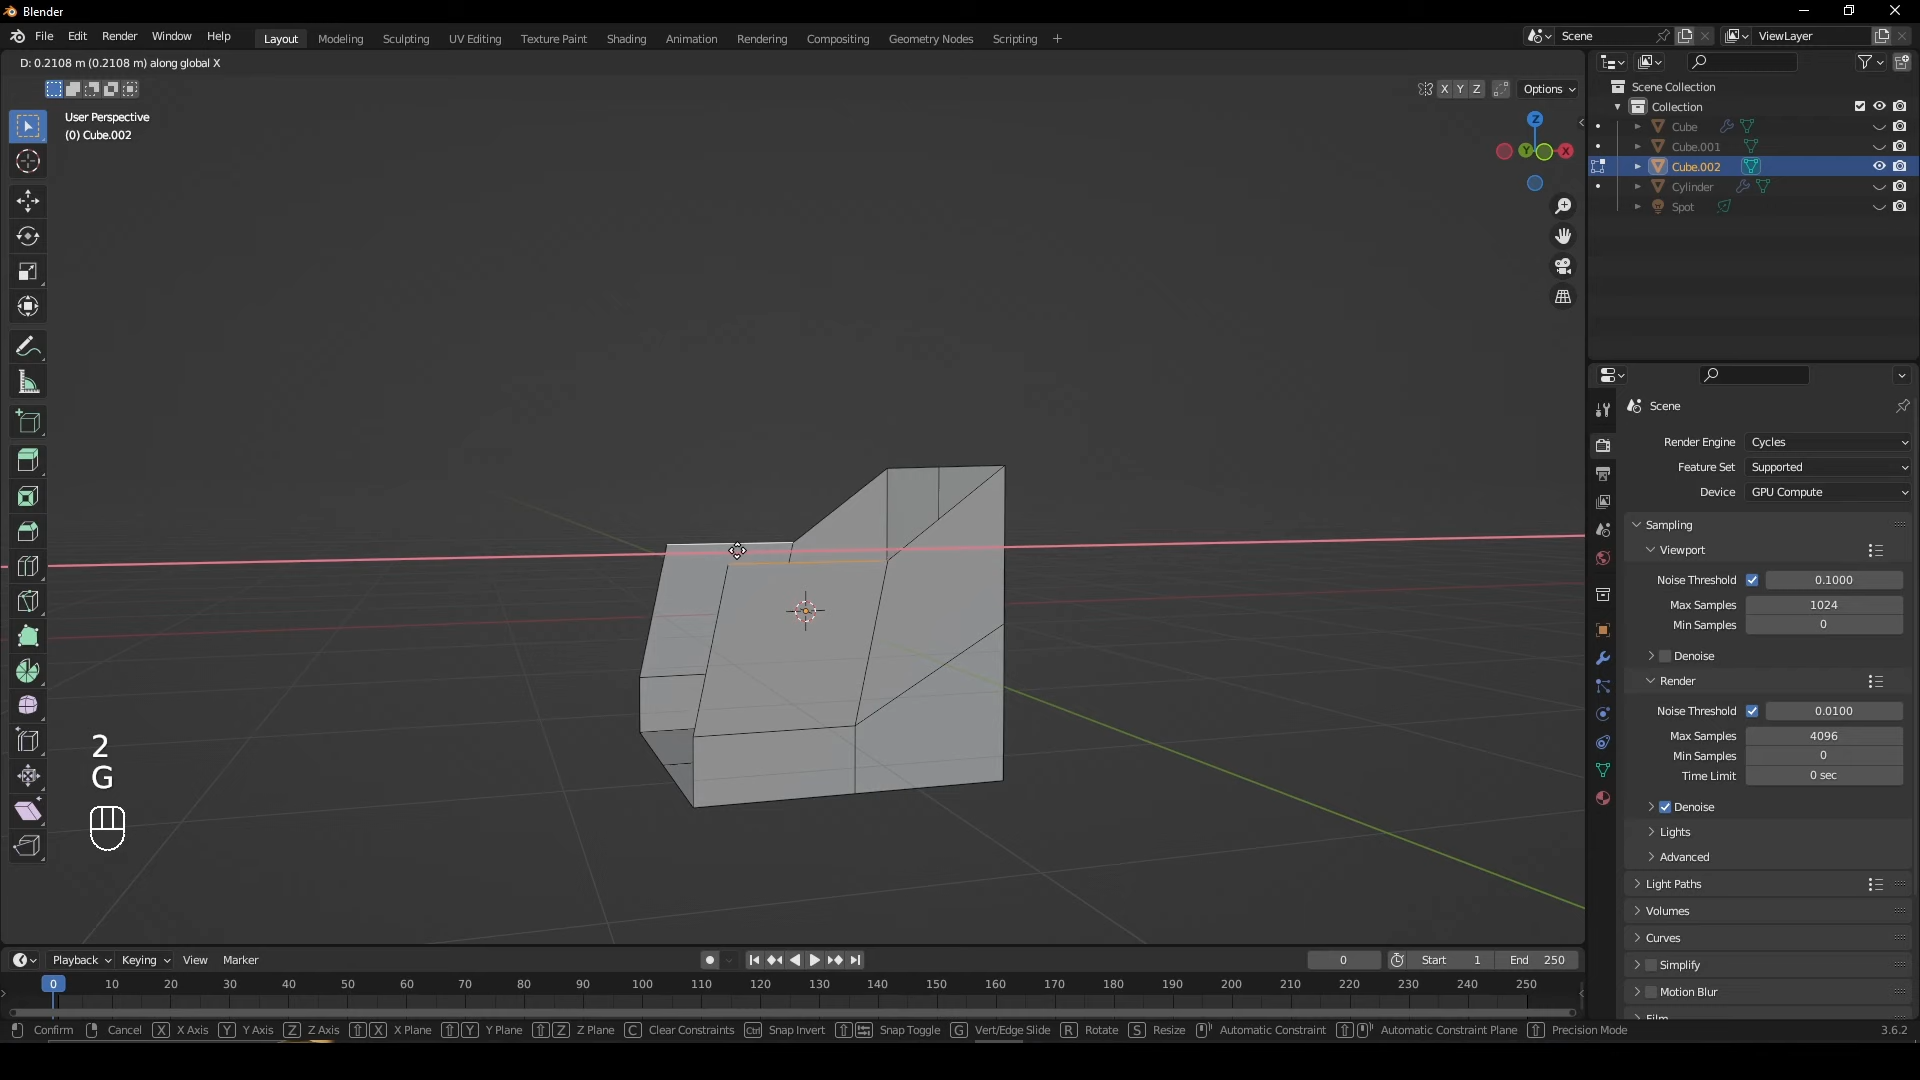 Blender
File Edit Render Window Help
Layout Modeling Sculpting UV Editing Texture Paint Shading Animation Rendering Compositing Geometry Nodes Scripting +
Scene
ViewLayer
D: 0.2108 m (0.2108 m) along global X
X Y Z
Options
User Perspective
(0) Cube.002
Z
Y
X
Scene Collection
Collection
Cube
Cube.001
Cube.002
Cylinder
Spot
Scene
Render Engine Cycles
Feature Set Supported
Device GPU Compute
Sampling
Viewport
Noise Threshold 0.1000
Max Samples 1024
Min Samples 0
Denoise
Render
Noise Threshold 0.0100
Max Samples 4096
Min Samples 0
Time Limit 0 sec
Denoise
Lights
Advanced
Light Paths
Volumes
Curves
Simplify
Motion Blur
Film
2
G
Playback Keying View Marker
0 Start 1 End 250
0 10 20 30 40 50 60 70 80 90 100 110 120 130 140 150 160 170 180 190 200 210 220 230 240 250
Confirm Cancel X X Axis Y Y Axis Z Z Axis X X Plane Y Y Plane Z Z Plane C Clear Constraints Ctrl Snap Invert Snap Toggle G Vert/Edge Slide R Rotate S Resize Automatic Constraint Automatic Constraint Plane Precision Mode 3.6.2